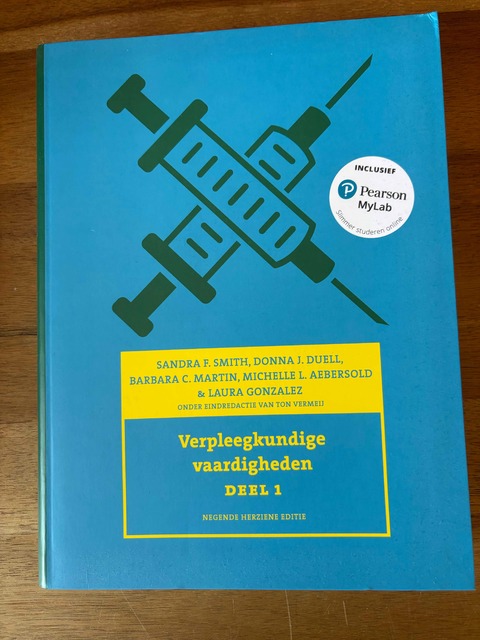 INCLUSIEF
Pearson
MyLab
Slimmer studeren online
SANDRA F. SMITH, DONNA J. DUELL,
BARBARA C. MARTIN, MICHELLE L. AEBERSOLD
& LAURA GONZALEZ
ONDER EINDREDACTIE VAN TON VERMEIJ
Verpleegkundige
vaardigheden
DEEL 1
NEGENDE HERZIENE EDITIE